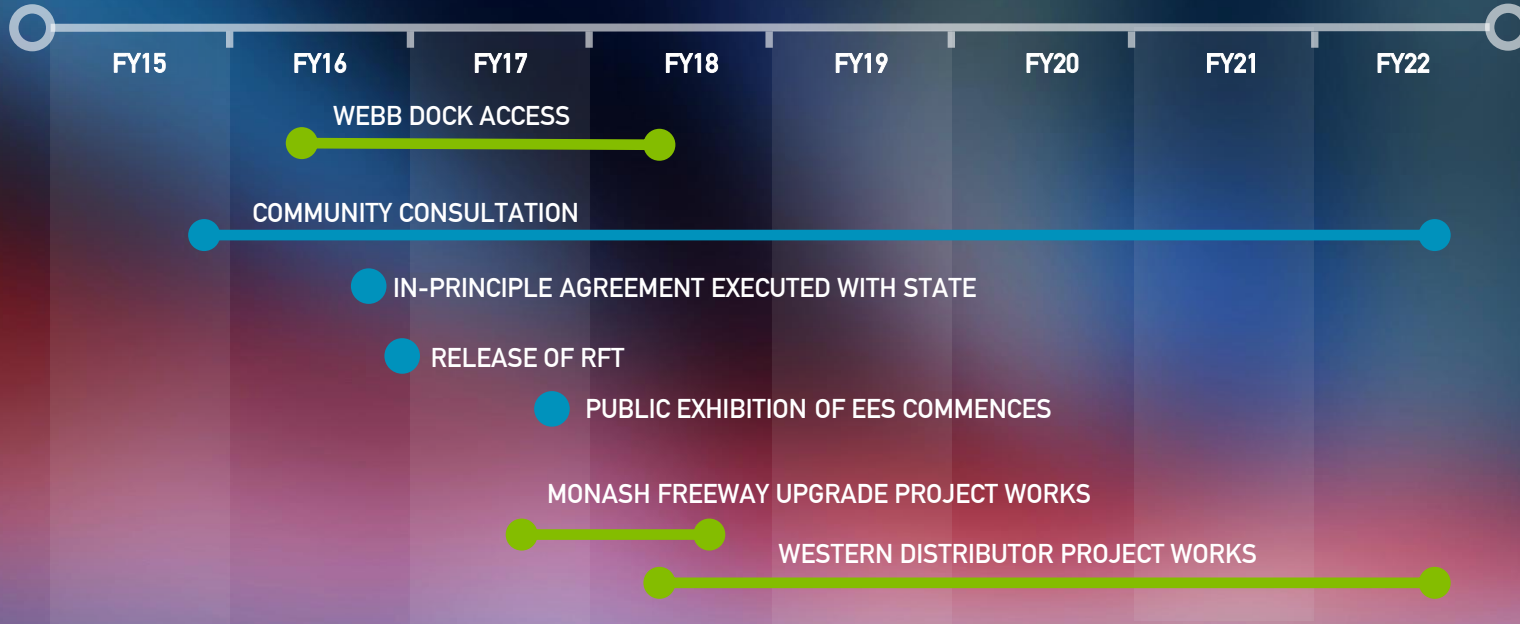 FY15 FY16 FY17 FY18 FY19 FY20 FY21 FY22
WEBB DOCK ACCESS
COMMUNITY CONSULTATION
IN-PRINCIPLE AGREEMENT EXECUTED WITH STATE
RELEASE OF RFT
PUBLIC EXHIBITION OF EES COMMENCES
MONASH FREEWAY UPGRADE PROJECT WORKS
WESTERN DISTRIBUTOR PROJECT WORKS